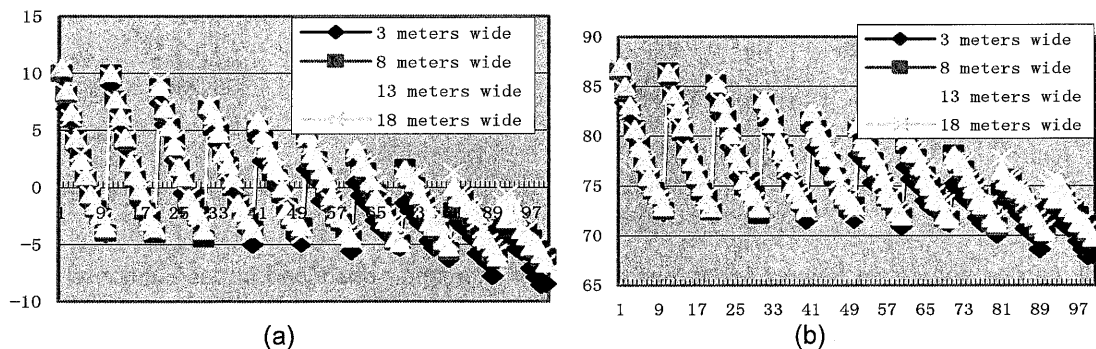 15
10
5
0
-5
-10
1 9 17 25 33 41 49 57 65 73 89 97
3 meters wide
8 meters wide
13 meters wide
18 meters wide
(a)
90
85
80
75
70
65
1 9 17 25 33 41 49 57 65 73 81 89 97
3 meters wide
8 meters wide
13 meters wide
18 meters wide
(b)